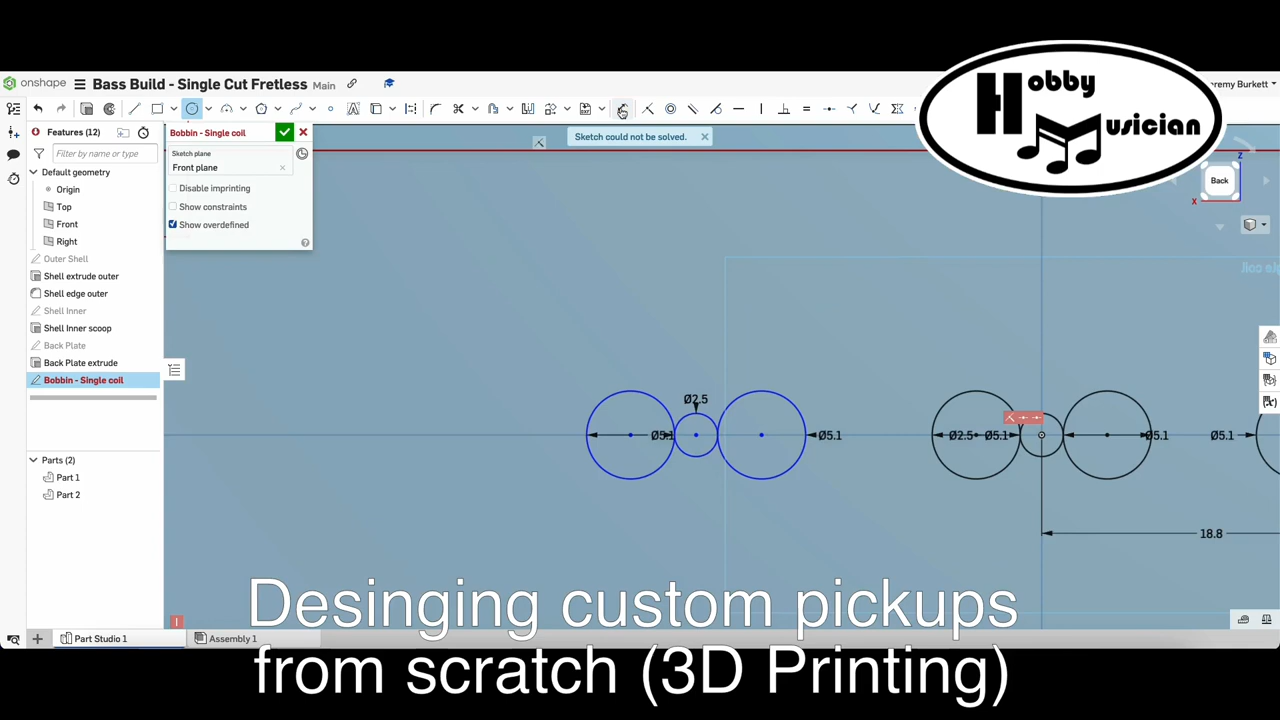 onshape
Bass Build - Single Cut Fretless Main
Jeremy Burkett
Hobby
Musician
Features (12)
Filter by name or type
Default geometry
Origin
Top
Front
Right
Outer Shell
Shell extrude outer
Shell edge outer
Shell Inner
Shell Inner scoop
Back Plate
Back Plate extrude
Bobbin - Single coil
Parts (2)
Part 1
Part 2
Bobbin - Single coil
Sketch plane
Front plane
Disable imprinting
Show constraints
Show overdefined
Sketch could not be solved.
Back
Z
X
Ø2.5
Ø5.1
Ø5.1
Ø2.5
Ø5.1
Ø5.1
Ø5.1
18.8
Desinging custom pickups
from scratch (3D Printing)
Part Studio 1
Assembly 1